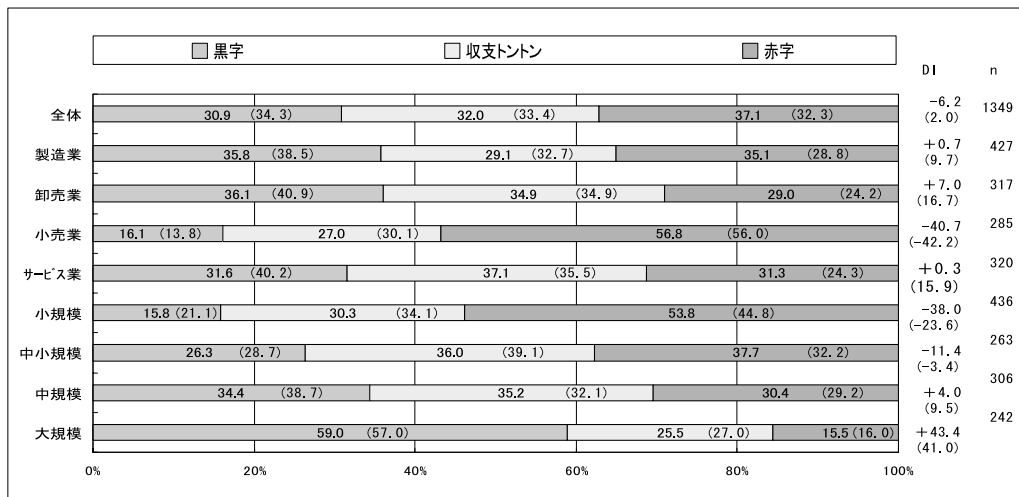 黒字 収支トントン 赤字
DI n
全体 30.9 (34.3) 32.0 (33.4) 37.1 (32.3) -6.2 1349
(2.0)
製造業 35.8 (38.5) 29.1 (32.7) 35.1 (28.8) +0.7 427
(9.7)
卸売業 36.1 (40.9) 34.9 (34.9) 29.0 (24.2) +7.0 317
(16.7)
小売業 16.1 (13.8) 27.0 (30.1) 56.8 (56.0) -40.7 285
(-42.2)
サービス業 31.6 (40.2) 37.1 (35.5) 31.3 (24.3) +0.3 320
(15.9)
小規模 15.8 (21.1) 30.3 (34.1) 53.8 (44.8) -38.0 436
(-23.6)
中小規模 26.3 (28.7) 36.0 (39.1) 37.7 (32.2) -11.4 263
(-3.4)
中規模 34.4 (38.7) 35.2 (32.1) 30.4 (29.2) +4.0 306
(9.5)
大規模 59.0 (57.0) 25.5 (27.0) 15.5 (16.0) +43.4 242
(41.0)
0% 20% 40% 60% 80% 100%